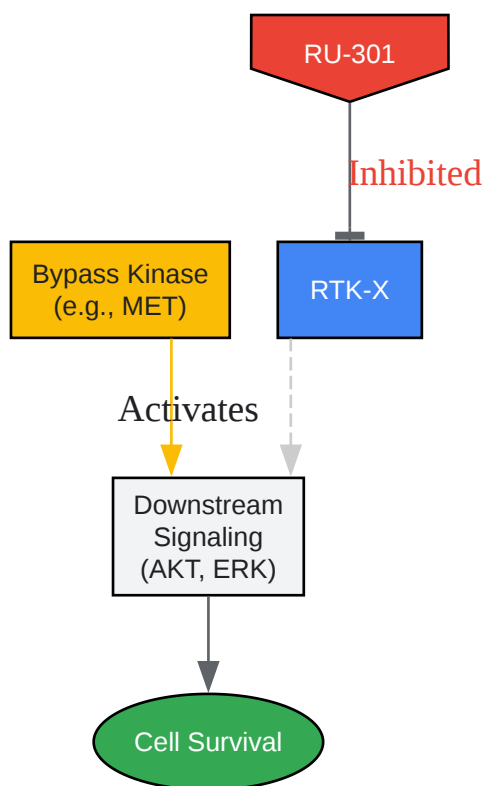 RU-301
Inhibited
Bypass Kinase
(e.g., MET)
RTK-X
Activates
Downstream
Signaling
(AKT, ERK)
Cell Survival